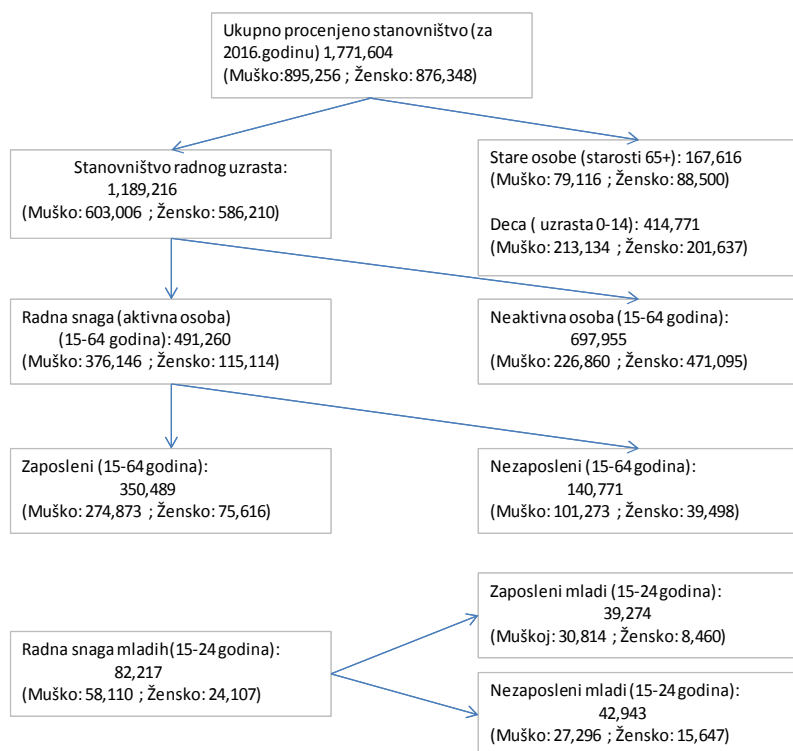 Ukupno procenjeno stanovništvo (za
2016.godinu) 1,771,604
(Muško:895,256 ; Žensko: 876,348)
Stanovništvo radnog uzrasta:
1,189,216
(Muško: 603,006 ; Žensko: 586,210)
Stare osobe (starosti 65+): 167,616
(Muško: 79,116 ; Žensko: 88,500)
Deca ( uzrasta 0-14): 414,771
(Muško: 213,134 ; Žensko: 201,637)
Radna snaga (aktivna osoba)
(15-64 godina): 491,260
(Muško: 376,146 ; Žensko: 115,114)
Neaktivna osoba (15-64 godina):
697,955
(Muško: 226,860 ; Žensko: 471,095)
Zaposleni (15-64 godina):
350,489
(Muško: 274,873 ; Žensko: 75,616)
Nezaposleni (15-64 godina):
140,771
(Muško: 101,273 ; Žensko: 39,498)
Radna snaga mladih (15-24 godina):
82,217
(Muško: 58,110 ; Žensko: 24,107)
Zaposleni mladi (15-24 godina):
39,274
(Muškoj: 30,814 ; Žensko: 8,460)
Nezaposleni mladi (15-24 godina):
42,943
(Muško: 27,296 ; Žensko: 15,647)